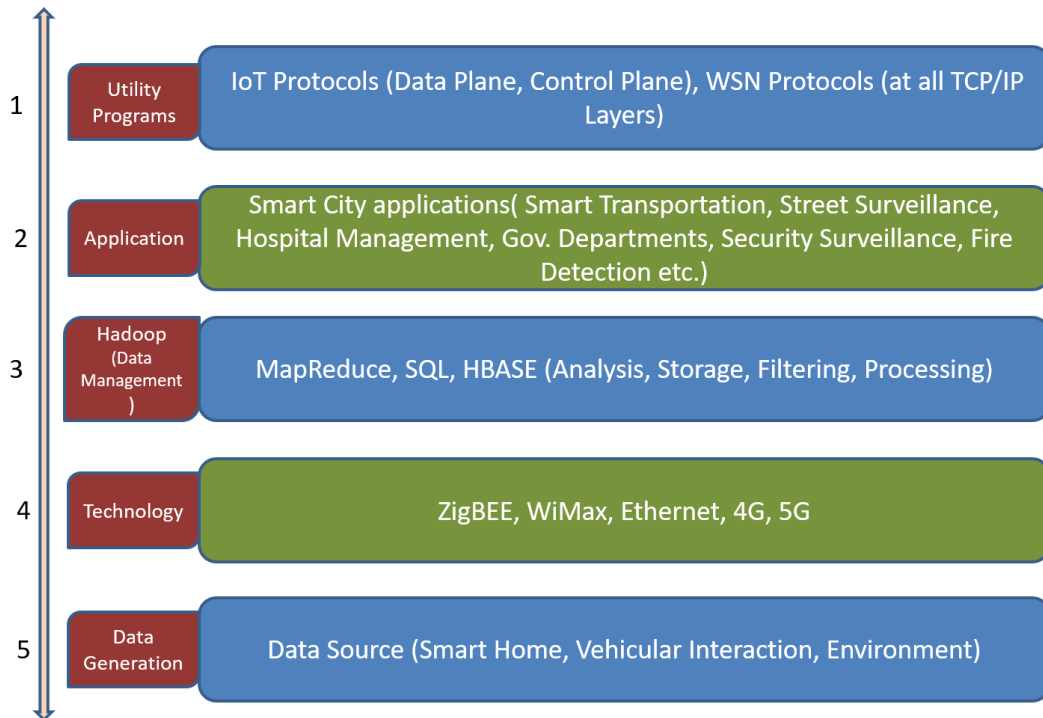 1
Utility
Programs
IoT Protocols (Data Plane, Control Plane), WSN Protocols (at all TCP/IP
Layers)
2
Application
Smart City applications( Smart Transportation, Street Surveillance,
Hospital Management, Gov. Departments, Security Surveillance, Fire
Detection etc.)
3
Hadoop
(Data
Management
)
MapReduce, SQL, HBASE (Analysis, Storage, Filtering, Processing)
4
Technology
ZigBEE, WiMax, Ethernet, 4G, 5G
5
Data
Generation
Data Source (Smart Home, Vehicular Interaction, Environment)